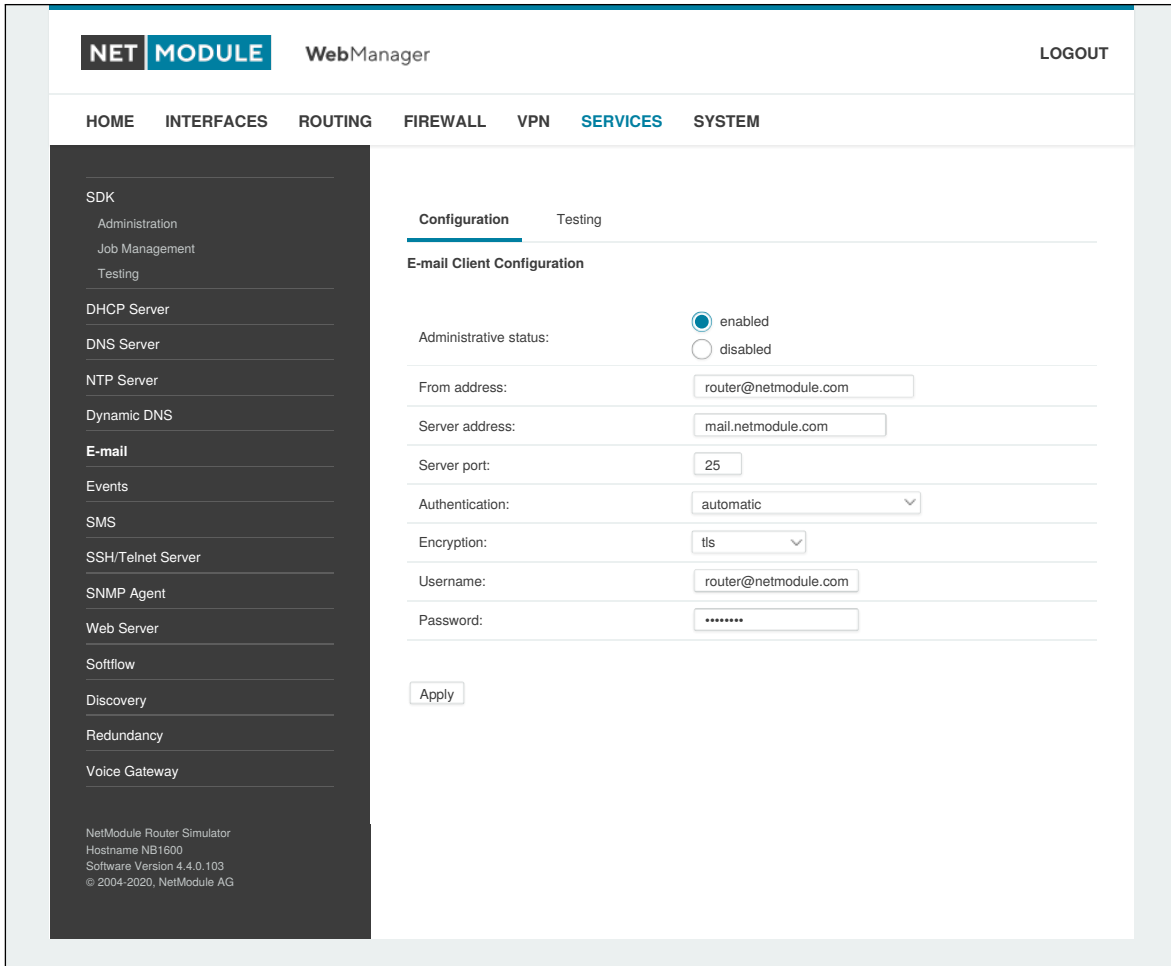 NET MODULE WebManager LOGOUT
HOME INTERFACES ROUTING FIREWALL VPN SERVICES SYSTEM
SDK
Administration
Job Management
Testing
DHCP Server
DNS Server
NTP Server
Dynamic DNS
E-mail
Events
SMS
SSH/Telnet Server
SNMP Agent
Web Server
Softflow
Discovery
Redundancy
Voice Gateway
NetModule Router Simulator
Hostname NB1600
Software Version 4.4.0.103
© 2004-2020, NetModule AG
Configuration Testing
E-mail Client Configuration
Administrative status: enabled
disabled
From address: router@netmodule.com
Server address: mail.netmodule.com
Server port: 25
Authentication: automatic
Encryption: tls
Username: router@netmodule.com
Password: ••••••••
Apply